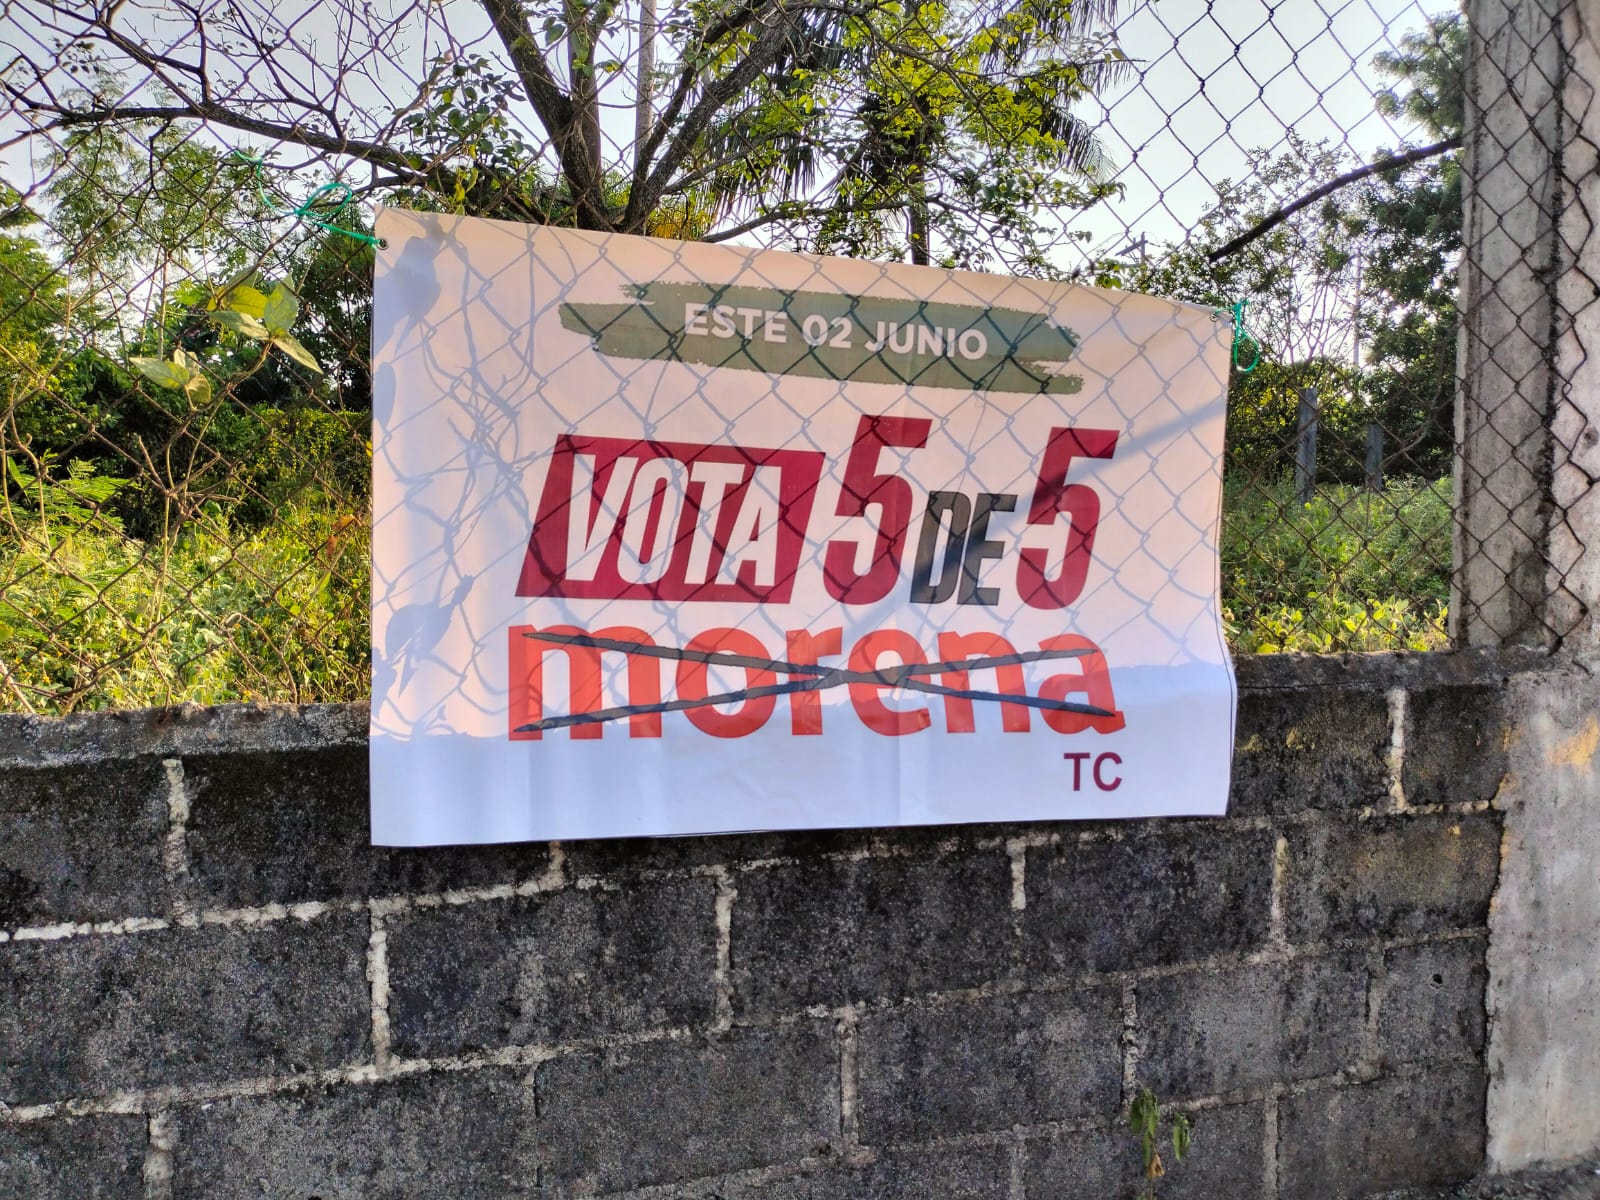 ESTE 02 JUNIO
VOTA 5 DE 5
morena
TC